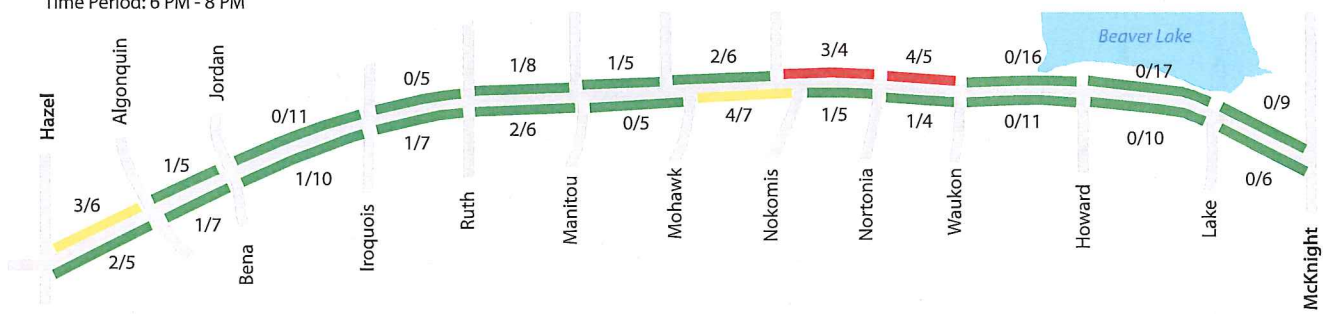 Time Period: 6 PM - 8 PM
Beaver Lake
Hazel
Algonquin
Jordan
3/6
1/5
0/11
0/5
1/8
1/5
2/6
3/4
4/5
0/16
0/17
0/9
2/5
1/7
1/10
1/7
2/6
0/5
4/7
1/5
1/4
0/11
0/10
0/6
Bena
Iroquois
Ruth
Manitou
Mohawk
Nokomis
Nortonia
Waukon
Howard
Lake
McKnight